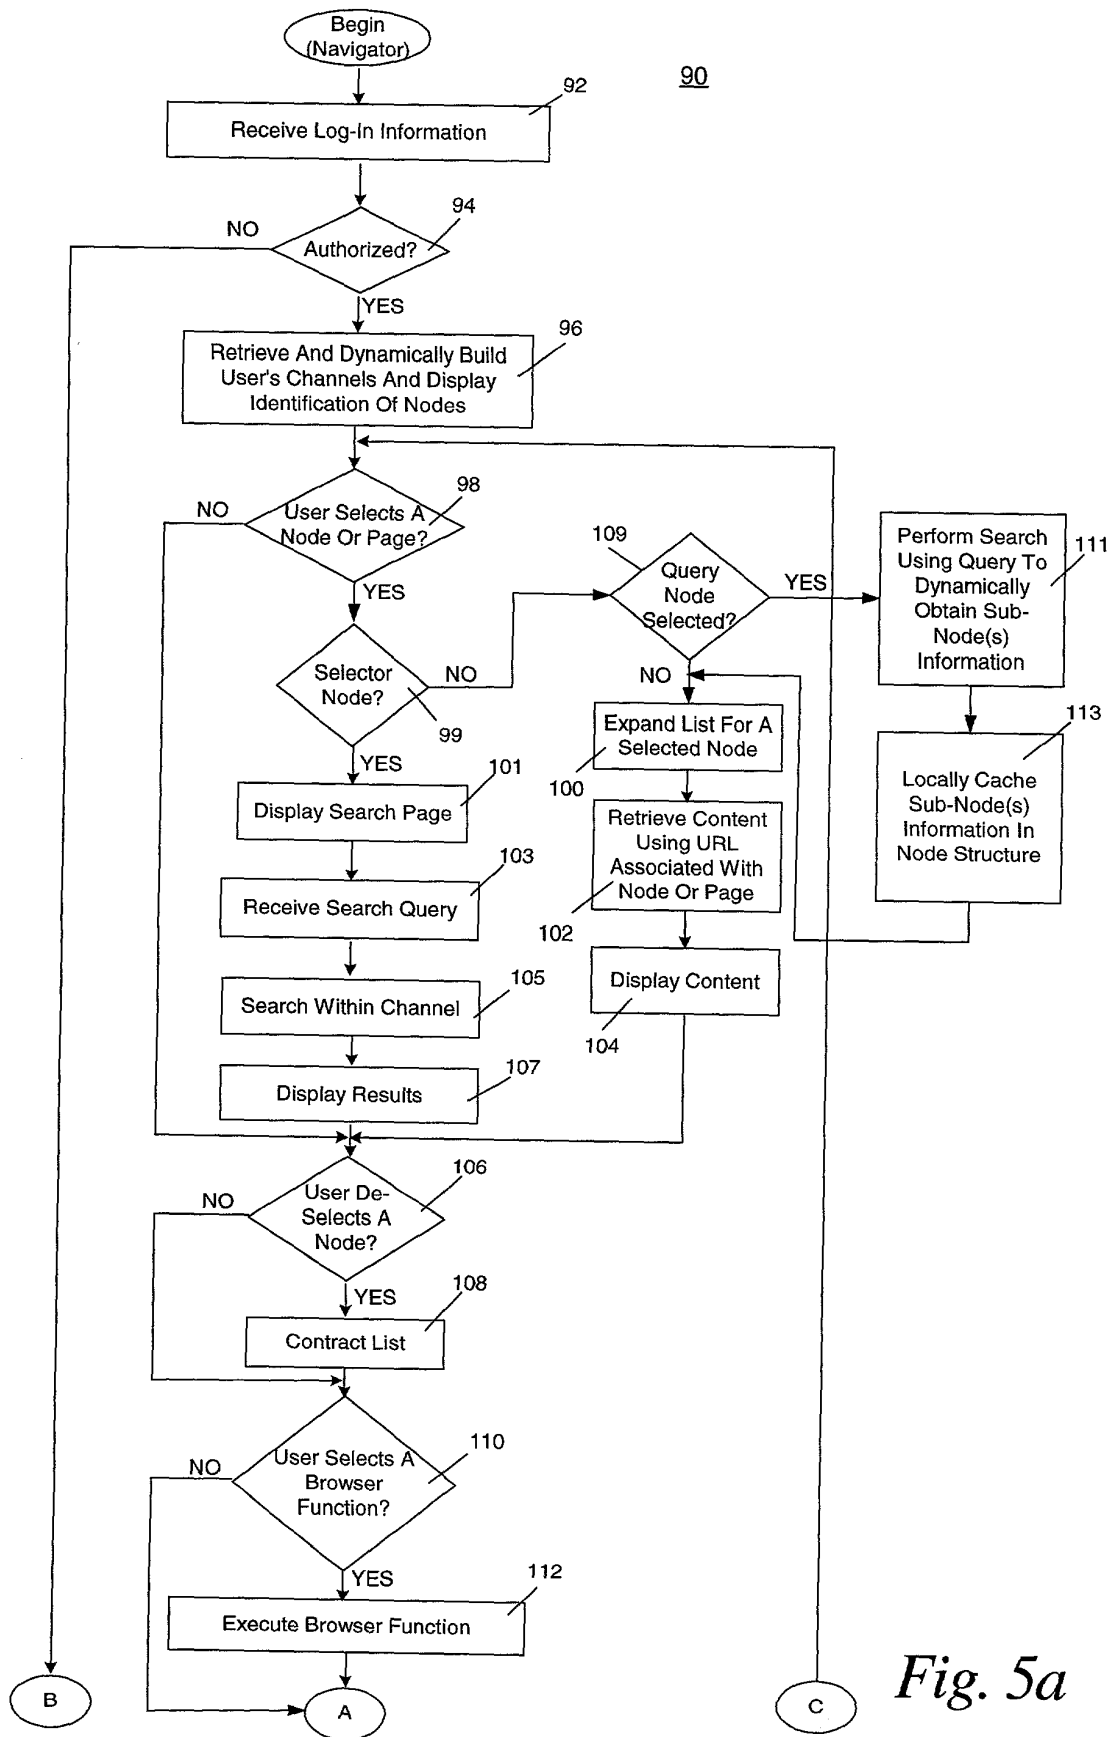 Begin
(Navigator)
90
92
Receive Log-In Information
94
NO
Authorized?
YES
96
Retrieve And Dynamically Build
User's Channels And Display
Identification Of Nodes
98
NO
User Selects A
Node Or Page?
YES
109
Query
Node
Selected?
YES
NO
Perform Search
Using Query To
Dynamically
Obtain Sub-
Node(s)
Information
111
Selector
Node?
NO
99
YES
113
Locally Cache
Sub-Node(s)
Information In
Node Structure
Expand List For A
Selected Node
100
101
Display Search Page
Retrieve Content
Using URL
Associated With
Node Or Page
102
103
Receive Search Query
Display Content
104
105
Search Within Channel
107
Display Results
106
NO
User De-
Selects A
Node?
YES
108
Contract List
110
NO
User Selects A
Browser
Function?
YES
112
Execute Browser Function
B
A
C
Fig. 5a